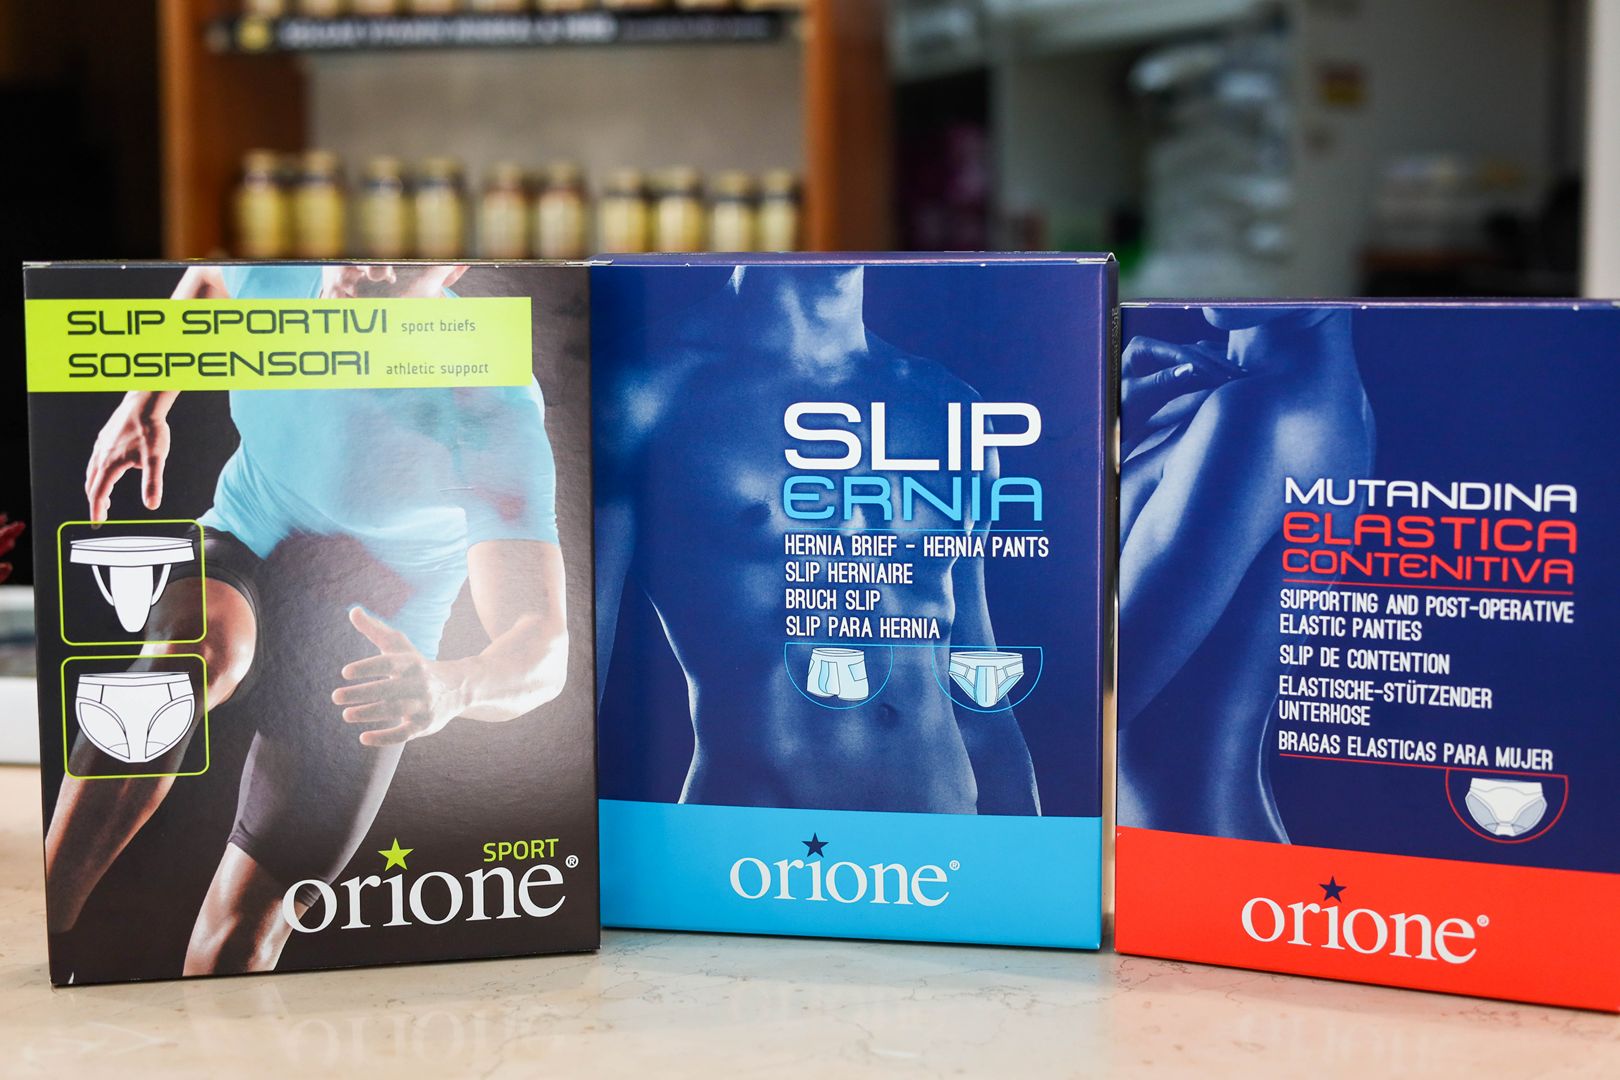 SLIP SPORTIVI sport briefs
SOSPENSORI athletic support
SPORT
orione®
SLIP
ERNIA
HERNIA BRIEF - HERNIA PANTS
SLIP HERNIAIRE
BRUCH SLIP
SLIP PARA HERNIA
orione®
MUTANDINA
ELASTICA
CONTENITIVA
SUPPORTING AND POST-OPERATIVE
ELASTIC PANTIES
SLIP DE CONTENTION
ELASTISCHE-STÜTZENDER
UNTERHOSE
BRAGAS ELASTICAS PARA MUJER
orione®